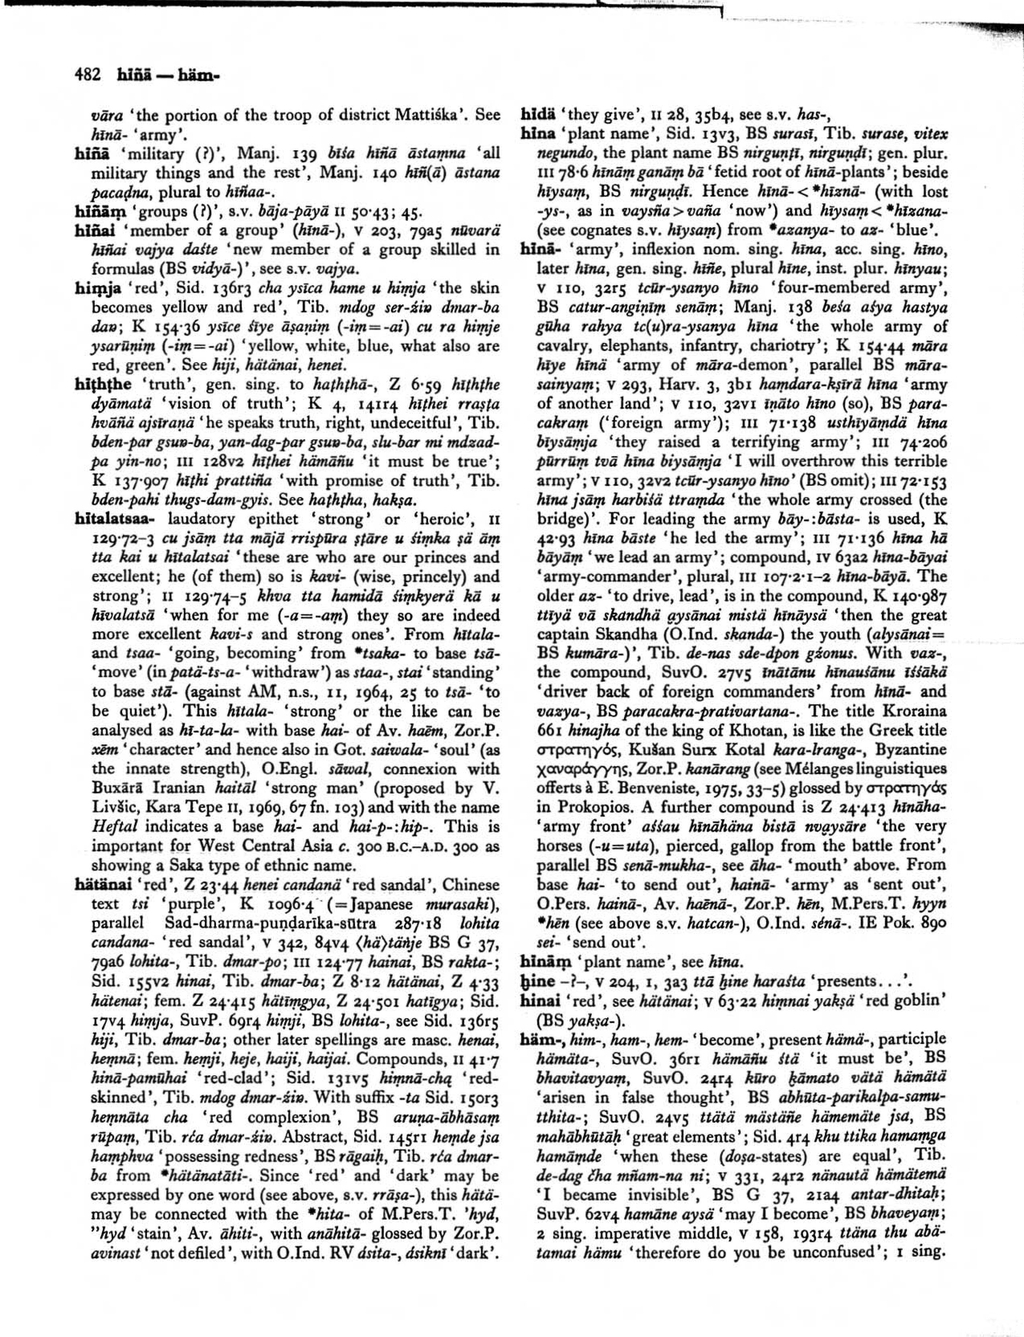 482 hīñā — häm-
vāra 'the portion of the troop of district Mattiśka'. See
hīnā- 'army'.
hīñā 'military (?)', Manj. 139 bīśa hīñā āstaṃna 'all
military things and the rest', Manj. 140 hīñ(ā) āstana
pacaḍna, plural to hīñaa-.
hīñāṃ 'groups (?)', s.v. bāja-pāyā II 50·43; 45.
hīñai 'member of a group' (hīnā-), V 203, 79a5 nūvarä
hīñai vajya daśte 'new member of a group skilled in
formulas (BS vidyā-)', see s.v. vajya.
hiṃja 'red', Sid. 136r3 cha ysīca hame u hiṃja 'the skin
becomes yellow and red', Tib. mdog ser-źiṅ dmar-ba
daṅ; K 154·36 ysīce śīye āṣaṇiṃ (-iṃ=-ai) cu ra hiṃje
ysarūṇiṃ (-iṃ=-ai) 'yellow, white, blue, what also are
red, green'. See hiji, hätänai, henei.
hīṭhṭhe 'truth', gen. sing. to haṭhṭhā-, Z 6·59 hīṭhṭhe
dyāmatä 'vision of truth'; K 4, 141r4 hīṭhei rraṣṭa
hvāñä ajsīraṇä 'he speaks truth, right, undeceitful', Tib.
bden-par gsuṅ-ba, yan-dag-par gsuṅ-ba, slu-bar mi mdzad-
pa yin-no; III 128v2 hīṭhei hämāñu 'it must be true';
K 137·907 hīṭhi prattiña 'with promise of truth', Tib.
bden-pahi thugs-dam-gyis. See haṭhṭha, hakṣa.
hītalatsaa- laudatory epithet 'strong' or 'heroic', II
129·72–3 cu jsāṃ tta mājä rrispūra ṣṭāre u śiṃka ṣä āṃ
tta kai u hītalatsai 'these are who are our princes and
excellent; he (of them) so is kavi- (wise, princely) and
strong'; II 129·74–5 khva tta hamidä śiṃkyerä kä u
hīvalatsā 'when for me (-a=-aṃ) they so are indeed
more excellent kavi-s and strong ones'. From hītala-
and tsaa- 'going, becoming' from *tsaka- to base tsā-
'move' (in patä-ts-a- 'withdraw') as staa-, stai 'standing'
to base stā- (against AM, n.s., 11, 1964, 25 to tsā- 'to
be quiet'). This hītala- 'strong' or the like can be
analysed as hī-ta-la- with base hai- of Av. haēm, Zor.P.
xēm 'character' and hence also in Got. saiwala- 'soul' (as
the innate strength), O.Engl. sāwal, connexion with
Buxārā Iranian haitāl 'strong man' (proposed by V.
Livšic, Kara Tepe II, 1969, 67 fn. 103) and with the name
Heftal indicates a base hai- and hai-p-:hip-. This is
important for West Central Asia c. 300 B.C.–A.D. 300 as
showing a Saka type of ethnic name.
hätänai 'red', Z 23·44 henei candanä 'red sandal', Chinese
text tsi 'purple', K 1096·4 (=Japanese murasaki),
parallel Sad-dharma-puṇḍarīka-sūtra 287·18 lohita
candana- 'red sandal', V 342, 84v4 ⟨hä⟩tänje BS G 37,
79a6 lohita-, Tib. dmar-po; III 124·77 hainai, BS rakta-;
Sid. 155v2 hinai, Tib. dmar-ba; Z 8·12 hätänai, Z 4·33
hätenai; fem. Z 24·415 hätīṃgya, Z 24·501 hatīgya; Sid.
17v4 hiṃja, SuvP. 69r4 hiṃji, BS lohita-, see Sid. 136r5
hiji, Tib. dmar-ba; other later spellings are masc. henai,
heṃnā; fem. heṃji, heje, haiji, haijai. Compounds, II 41·7
hinā-pamūhai 'red-clad'; Sid. 131v5 hiṃnā-chą 'red-
skinned', Tib. mdog dmar-źiṅ. With suffix -ta Sid. 150r3
heṃnāta cha 'red complexion', BS aruṇa-ābhāsaṃ
rūpaṃ, Tib. rća dmar-źiṅ. Abstract, Sid. 145r1 heṃde jsa
haṃphva 'possessing redness', BS rāgaiḥ, Tib. rća dmar-
ba from *hätänatāti-. Since 'red' and 'dark' may be
expressed by one word (see above, s.v. rrāṣa-), this hätä-
may be connected with the *hita- of M.Pers.T. 'hyd,
''hyd 'stain', Av. āhiti-, with anāhitā- glossed by Zor.P.
avinast 'not defiled', with O.Ind. RV ásita-, ásiknī 'dark'.
hīdä 'they give', II 28, 35b4, see s.v. has-,
hīna 'plant name', Sid. 13v3, BS surasī, Tib. surase, vitex
negundo, the plant name BS nirguṇṭī, nirguṇḍī; gen. plur.
III 78·6 hīnāṃ ganāṃ bā 'fetid root of hīnā-plants'; beside
hīysaṃ, BS nirguṇḍī. Hence hīnā-<*hīznā- (with lost
-ys-, as in vaysña>vaña 'now') and hīysaṃ<*hīzana-
(see cognates s.v. hīysaṃ) from *azanya- to az- 'blue'.
hīnā- 'army', inflexion nom. sing. hīna, acc. sing. hīno,
later hīna, gen. sing. hīñe, plural hīne, inst. plur. hīnyau;
V 110, 32r5 tcūr-ysanyo hīno 'four-membered army',
BS catur-anginīṃ senāṃ; Manj. 138 beśa aśya hastya
gūha rahya tc(u)ra-ysanya hīna 'the whole army of
cavalry, elephants, infantry, chariotry'; K 154·44 māra
hīye hīnä 'army of māra-demon', parallel BS māra-
sainyaṃ; V 293, Harv. 3, 3b1 haṃdara-kṣīrä hīna 'army
of another land'; V 110, 32v1 īṇāto hīno (so), BS para-
cakraṃ ('foreign army'); III 71·138 usthīyāṃdä hīna
bīysāṃja 'they raised a terrifying army'; III 74·206
pūrrūṃ tvā hīna biysāṃja 'I will overthrow this terrible
army'; V 110, 32v2 tcūr-ysanyo hīno' (BS omit); III 72·153
hīna jsāṃ harbiśä ttraṃda 'the whole army crossed (the
bridge)'. For leading the army bāy-:bāsta- is used, K
42·93 hīna bāste 'he led the army'; III 71·136 hīna hā
bāyāṃ 'we lead an army'; compound, IV 63a2 hīna-bāyai
'army-commander', plural, III 107·2·1–2 hīna-bāyā. The
older az- 'to drive, lead', is in the compound, K 140·987
ttīyä vā skandhä ạysānai mistä hīnāysä 'then the great
captain Skandha (O.Ind. skanda-) the youth (alysānai=
BS kumāra-)', Tib. de-nas sde-dpon gźonus. With vaz-,
the compound, SuvO. 27v5 īnātānu hīnauśānu īśśākä
'driver back of foreign commanders' from hīnā- and
vazya-, BS paracakra-prativartana-. The title Kroraina
661 hinajha of the king of Khotan, is like the Greek title
στρατηγός, Kušan Surx Kotal kara-lranga-, Byzantine
χαναράγγης, Zor.P. kanārang (see Mélanges linguistiques
offerts à E. Benveniste, 1975, 33–5) glossed by στρατηγός
in Prokopios. A further compound is Z 24·413 hīnāha-
'army front' aśśau hīnāhäna bistä nvạysāre 'the very
horses (-u=uta), pierced, gallop from the battle front',
parallel BS senā-mukha-, see āha- 'mouth' above. From
base hai- 'to send out', hainā- 'army' as 'sent out',
O.Pers. hainā-, Av. haēnā-, Zor.P. hēn, M.Pers.T. hyyn
*hēn (see above s.v. hatcan-), O.Ind. sénā-. IE Pok. 890
sei- 'send out'.
hīnāṃ 'plant name', see hīna.
h̤ine -?-, V 204, 1, 3a3 ttā h̤ine haraśta 'presents...'.
hinai 'red', see hätänai; V 63·22 hiṃnai yakṣä 'red goblin'
(BS yakṣa-).
häm-, him-, ham-, hem- 'become', present hämä-, participle
hämäta-, SuvO. 36r1 hämāñu śtä 'it must be', BS
bhavitavyaṃ, SuvO. 24r4 kūro k̤āmato vätä hämätä
'arisen in false thought', BS abhūta-parikalpa-samu-
tthita-; SuvO. 24v5 ttätä mästäñe hämemäte jsa, BS
mahābhūtāḥ 'great elements'; Sid. 4r4 khu ttika hamaṃga
hamāṃde 'when these (doṣa-states) are equal', Tib.
de-dag čha mñam-na ni; V 331, 24r2 nänautä hämätemä
'I became invisible', BS G 37, 21a4 antar-dhitaḥ;
SuvP. 62v4 hamāne aysä 'may I become', BS bhaveyaṃ;
2 sing. imperative middle, V 158, 193r4 ttäna thu abä-
tamai hämu 'therefore do you be unconfused'; 1 sing.